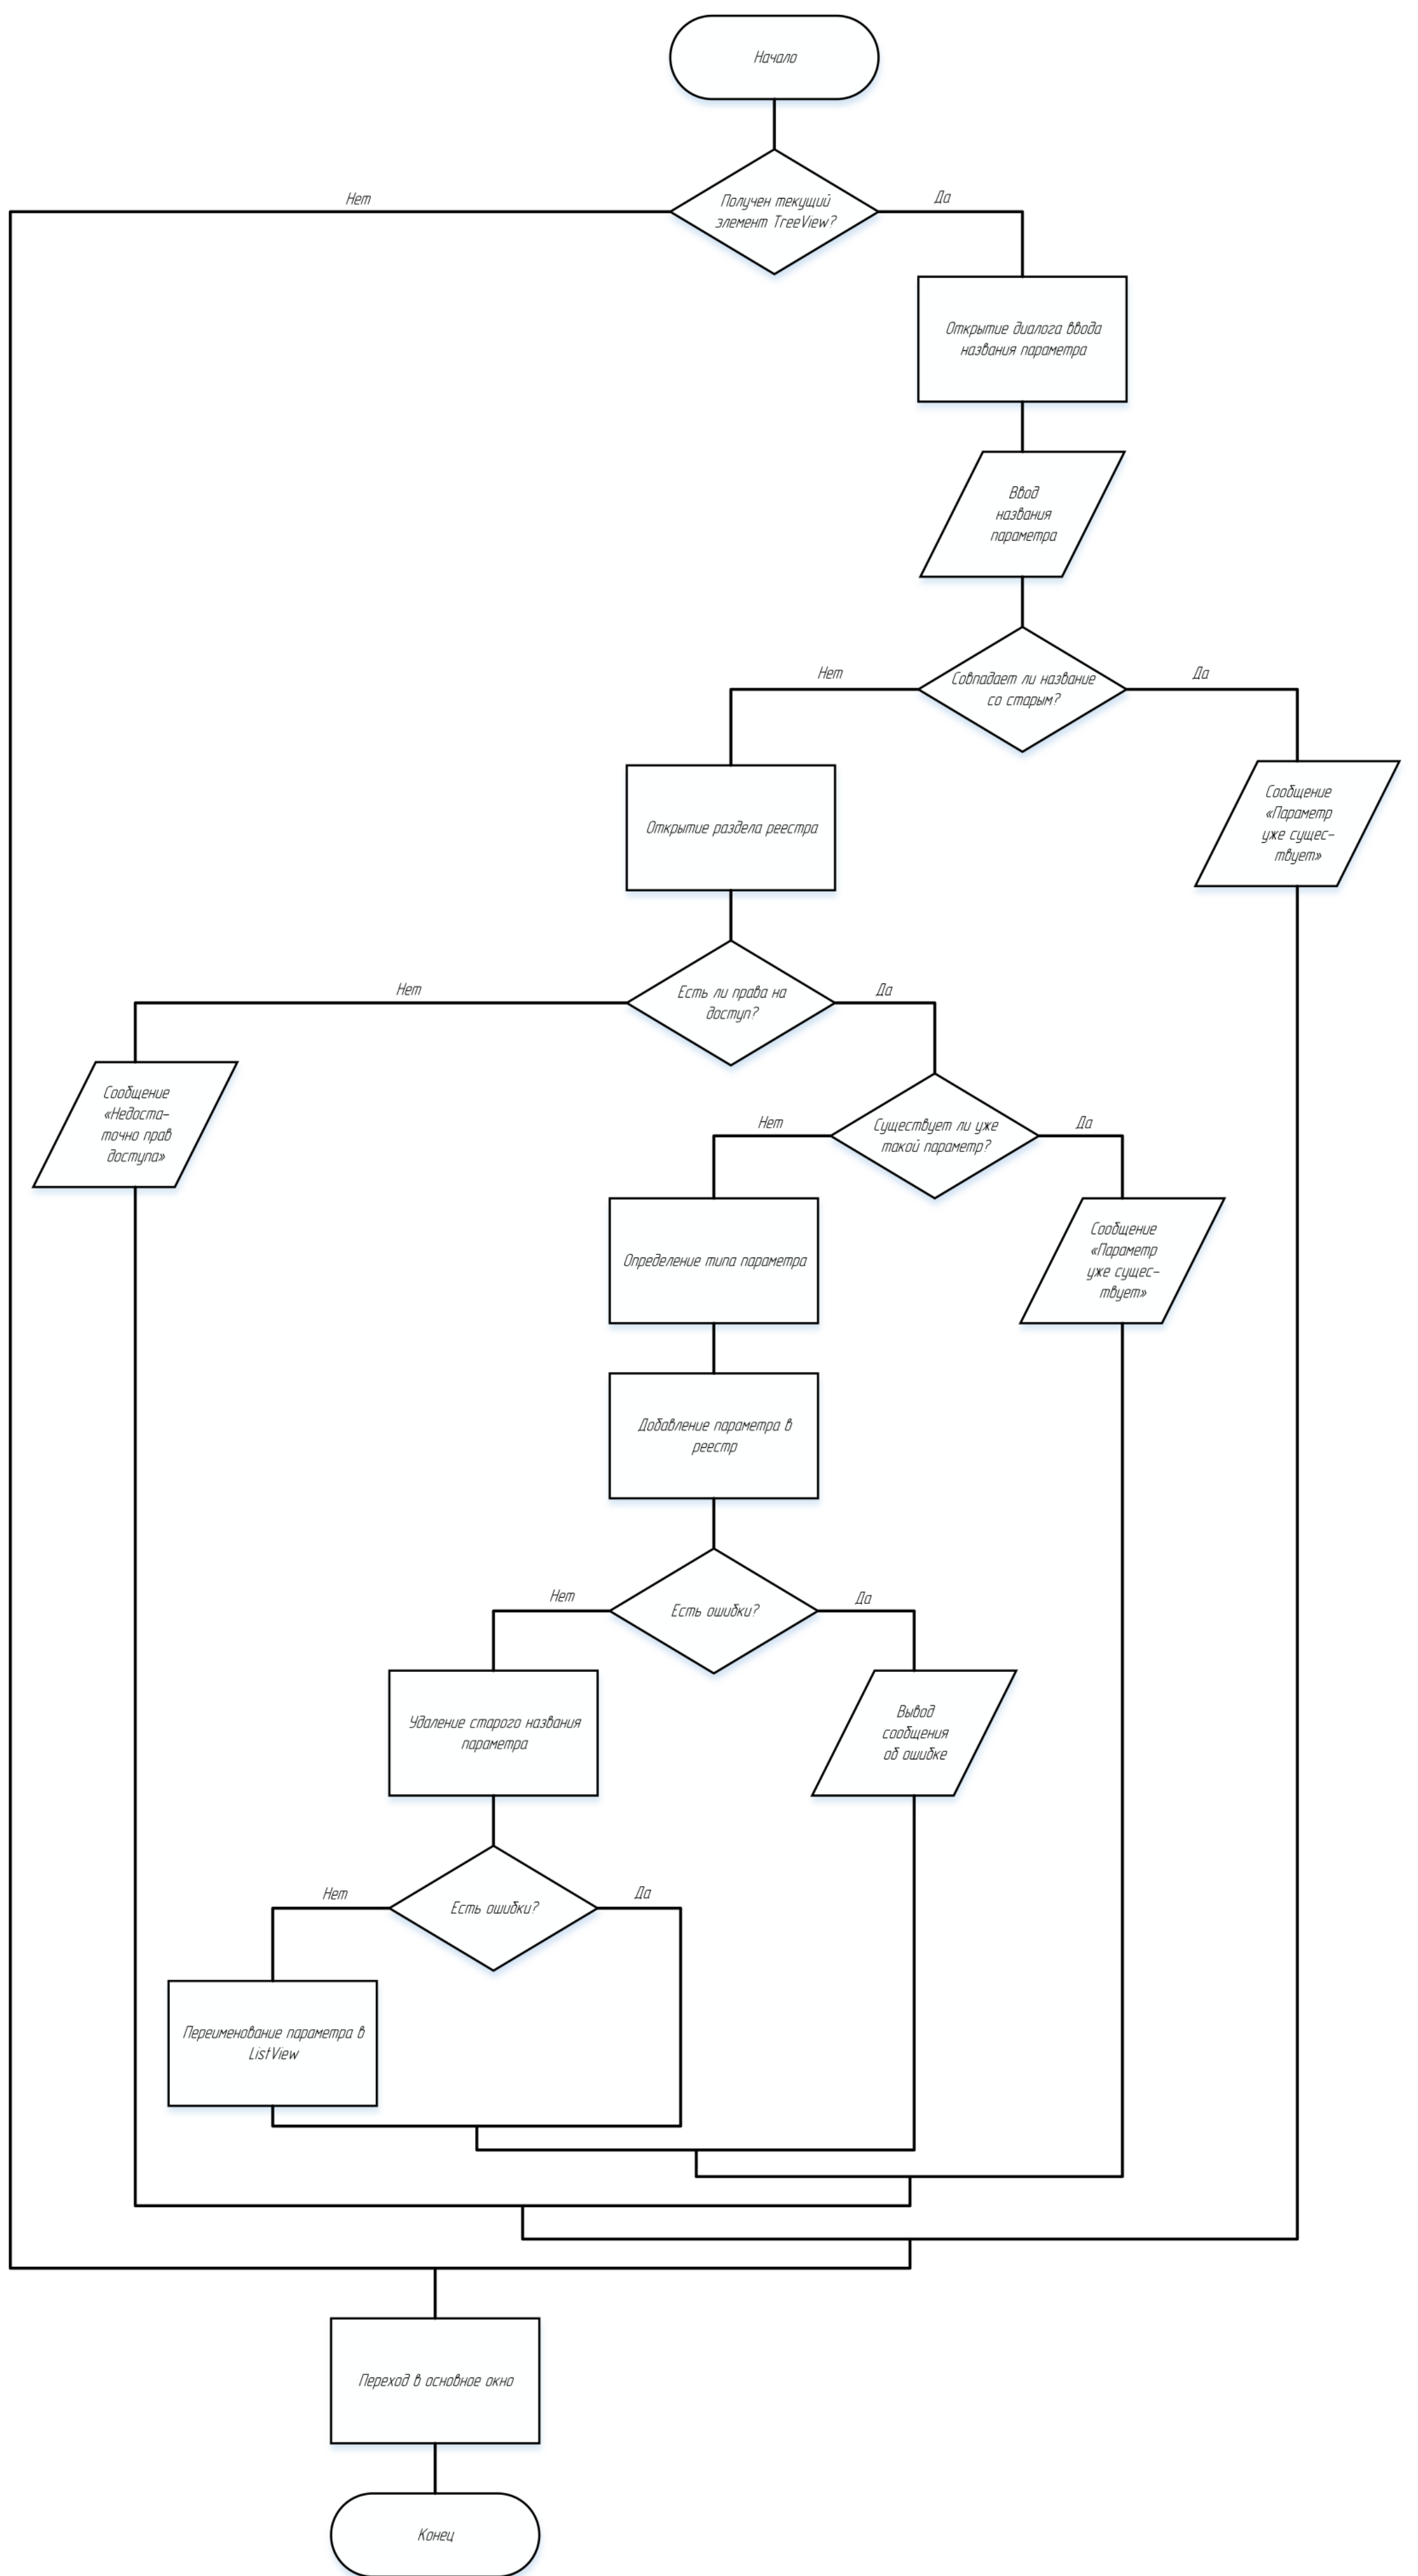 Начало
Получен текущий
элемент TreeView?
Нет
Да
Открытие диалога ввода
названия параметра
Ввод
названия
параметра
Совпадает ли название
со старым?
Нет
Да
Открытие раздела реестра
Сообщение
«Параметр
уже сущес-
твует»
Есть ли права на
доступ?
Нет
Да
Сообщение
«Недоста-
точно прав
доступа»
Существует ли уже
такой параметр?
Нет
Да
Определение типа параметра
Сообщение
«Параметр
уже сущес-
твует»
Добавление параметра в
реестр
Есть ошибки?
Нет
Да
Удаление старого названия
параметра
Вывод
сообщения
об ошибке
Есть ошибки?
Нет
Да
Переименование параметра в
ListView
Переход в основное окно
Конец